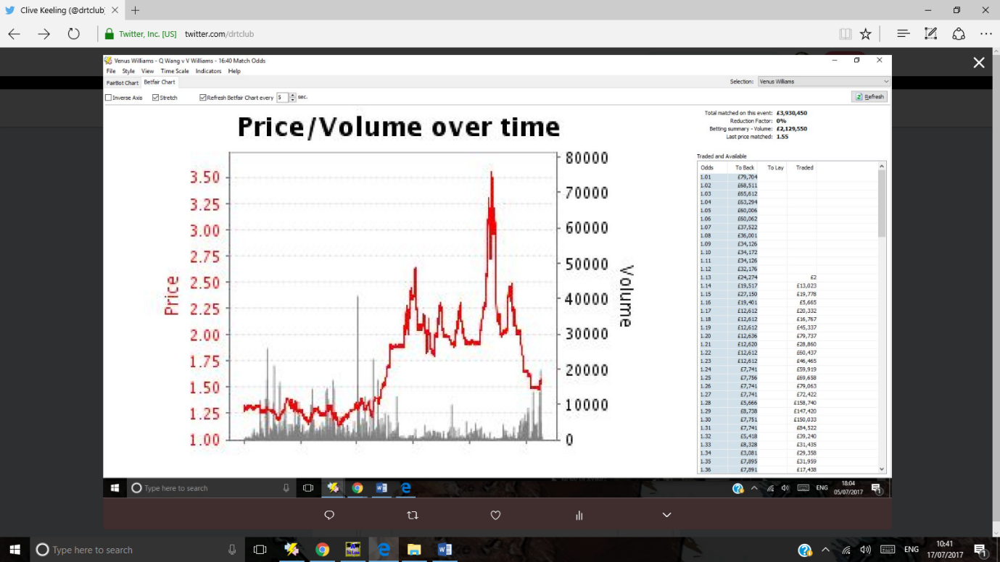 Clive Keeling (@drtclub)
Twitter, Inc. [US] twitter.com/drtclub
Venus Williams - Q Wang v V Williams - 16:40 Match Odds
File Style View Time Scale Indicators Help
FairBot Chart Betfair Chart
Selection: Venus Williams
Inverse Axis Stretch Refresh Betfair Chart every 5 sec.
Refresh
Price/Volume over time
Total matched on this event: £3,930,450
Reduction Factor: 0%
Betting summary - Volume: £2,129,550
Last price matched: 1.55
Price
3.50
3.25
3.00
2.75
2.50
2.25
2.00
1.75
1.50
1.25
1.00
80000
70000
60000
50000
40000
30000
20000
10000
0
Volume
Traded and Available
Odds To Back To Lay Traded
1.01 £79,704
1.02 £68,511
1.03 £65,612
1.04 £63,294
1.05 £60,006
1.06 £60,062
1.07 £37,522
1.08 £36,001
1.09 £34,126
1.10 £34,172
1.11 £34,126
1.12 £32,176
1.13 £24,274 £2
1.14 £19,517 £13,023
1.15 £27,150 £19,778
1.16 £19,401 £5,665
1.17 £12,612 £20,332
1.18 £12,612 £16,767
1.19 £12,612 £45,337
1.20 £12,636 £79,737
1.21 £12,620 £28,860
1.22 £12,612 £60,437
1.23 £12,612 £46,465
1.24 £7,741 £59,919
1.25 £7,756 £69,658
1.26 £7,741 £79,063
1.27 £7,741 £72,422
1.28 £5,666 £158,740
1.29 £8,738 £147,420
1.30 £7,751 £150,033
1.31 £7,741 £84,522
1.32 £5,418 £39,240
1.33 £8,328 £31,435
1.34 £3,081 £29,358
1.35 £7,895 £31,959
1.36 £7,891 £17,438
Type here to search
ENG
18:04
05/07/2017
Type here to search
ENG
10:41
17/07/2017